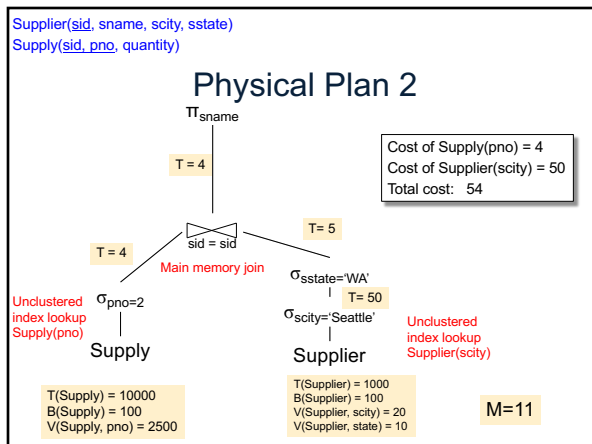 Supplier(sid, sname, scity, sstate)
Supply(sid, pno, quantity)
Physical Plan 2
πsname
Cost of Supply(pno) = 4
Cost of Supplier(scity) = 50
Total cost: 54
T = 4
T= 5
sid = sid
T= 4
Main memory join
σsstate='WA'
T= 50
Unclustered
index lookup
Supply(pno)
σpno=2
σscity='Seattle'
Unclustered
index lookup
Supplier(scity)
Supply
Supplier
T(Supply) = 10000
B(Supply) = 100
V(Supply, pno) = 2500
T(Supplier) = 1000
B(Supplier) = 100
V(Supplier, scity) = 20
V(Supplier, state) = 10
M=11